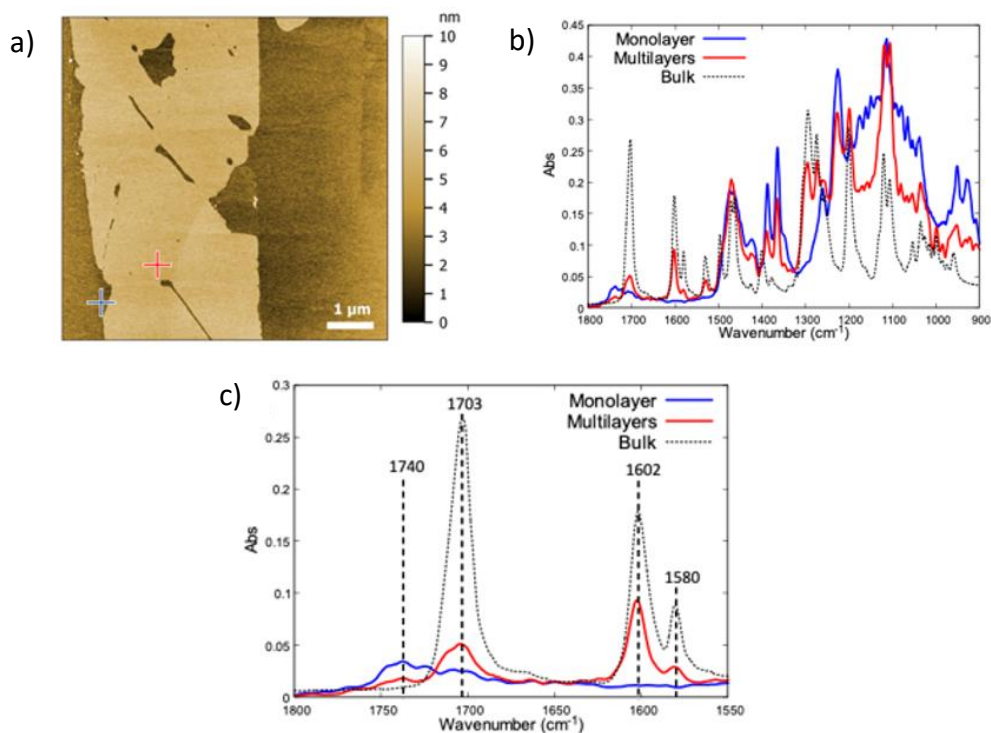 a)
nm
10
9
8
7
6
5
4
3
2
1
0
1 µm
b)
Monolayer
Multilayers
Bulk
Abs
0.45
0.4
0.35
0.3
0.25
0.2
0.15
0.1
0.05
0
1800 1700 1600 1500 1400 1300 1200 1100 1000 900
Wavenumber (cm-1)
c)
Monolayer
Multilayers
Bulk
1740
1703
1602
1580
Abs
0.3
0.25
0.2
0.15
0.1
0.05
0
1800 1750 1700 1650 1600 1550
Wavenumber (cm-1)